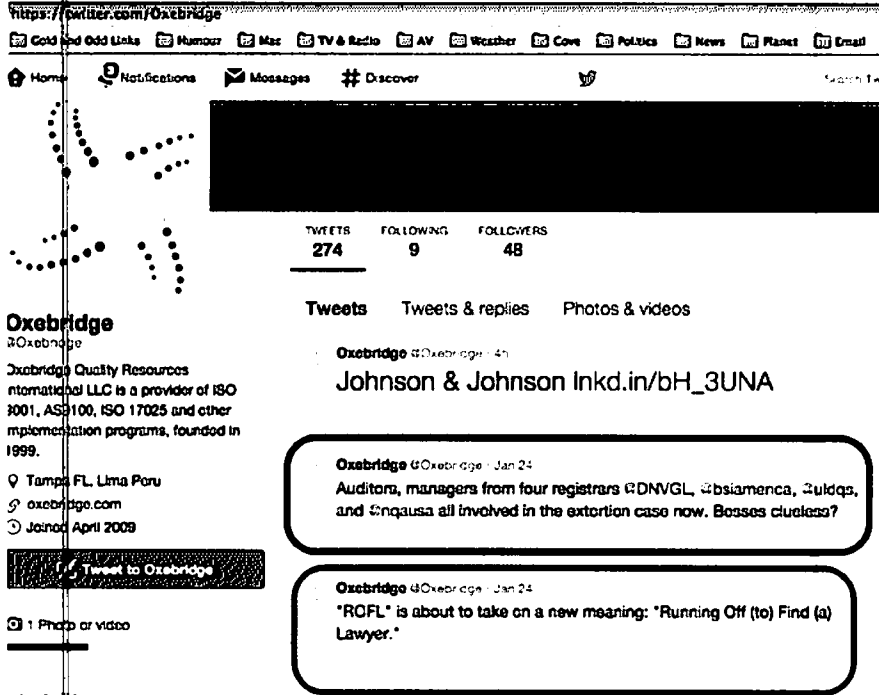 https://twitter.com/Oxebridge
Cold and Odd Links Humour Mac TV & Radio AV Weather Cove Politics News Planet Email
Home Notifications Messages # Discover Search Tw
TWEETS FOLLOWING FOLLOWERS
274 9 48
Tweets Tweets & replies Photos & videos
Oxebridge
@Oxebridge
Oxebridge Quality Resources
nternational LLC is a provider of ISO
9001, AS9100, ISO 17025 and other
mplementation programs, founded in
1999.
Tampa FL, Lima Peru
oxebridge.com
Joined April 2009
Tweet to Oxebridge
1 Photo or video
Oxebridge @Oxebridge · 4h
Johnson & Johnson lnkd.in/bH_3UNA
Oxebridge @Oxebridge · Jan 24
Auditors, managers from four registrars @DNVGL, @bsiamerica, @uldqs,
and @nqausa all involved in the extortion case now. Bosses clueless?
Oxebridge @Oxebridge · Jan 24
"ROFL" is about to take on a new meaning: "Running Off (to) Find (a)
Lawyer."